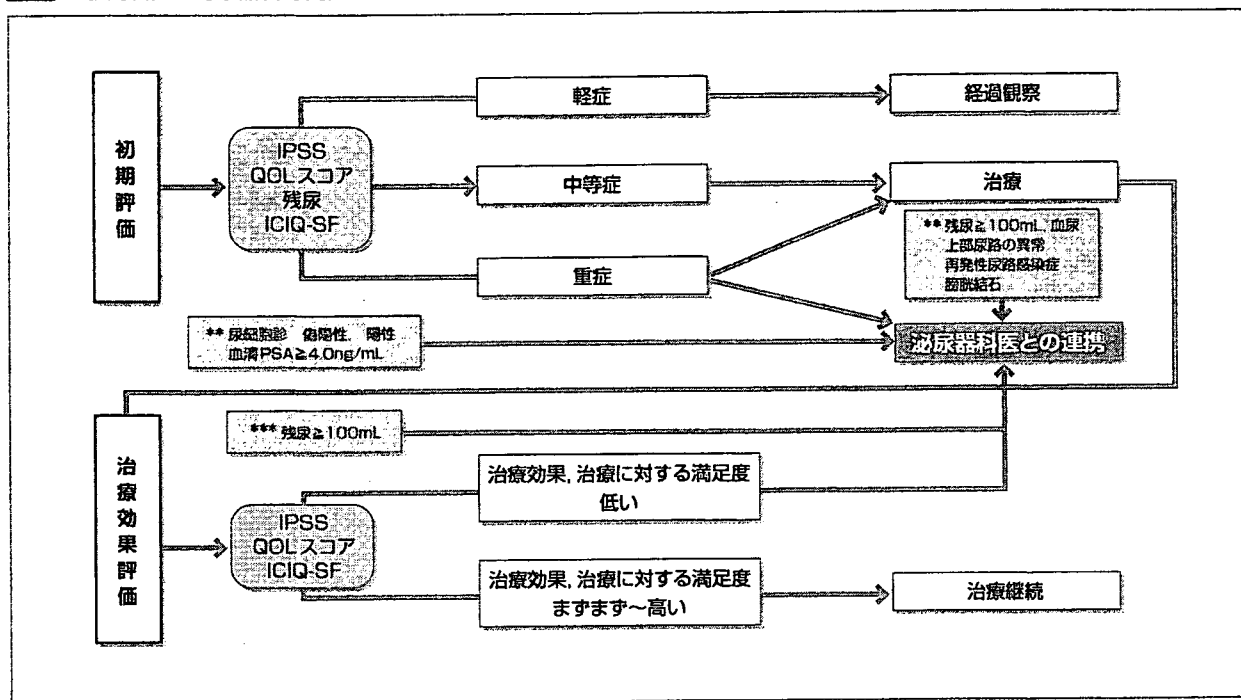 初期評価
IPSS
QOLスコア
残尿
ICIQ-SF
軽症
経過観察
中等症
治療
重症
** 残尿≧100mL, 血尿
上部尿路の異常
再発性尿路感染症
膀胱結石
** 尿細胞診 偽陽性, 陽性
血清PSA≧4.0ng/mL
泌尿器科医との連携
治療効果評価
*** 残尿≧100mL
IPSS
QOLスコア
ICIQ-SF
治療効果, 治療に対する満足度
低い
治療効果, 治療に対する満足度
まずまず〜高い
治療継続